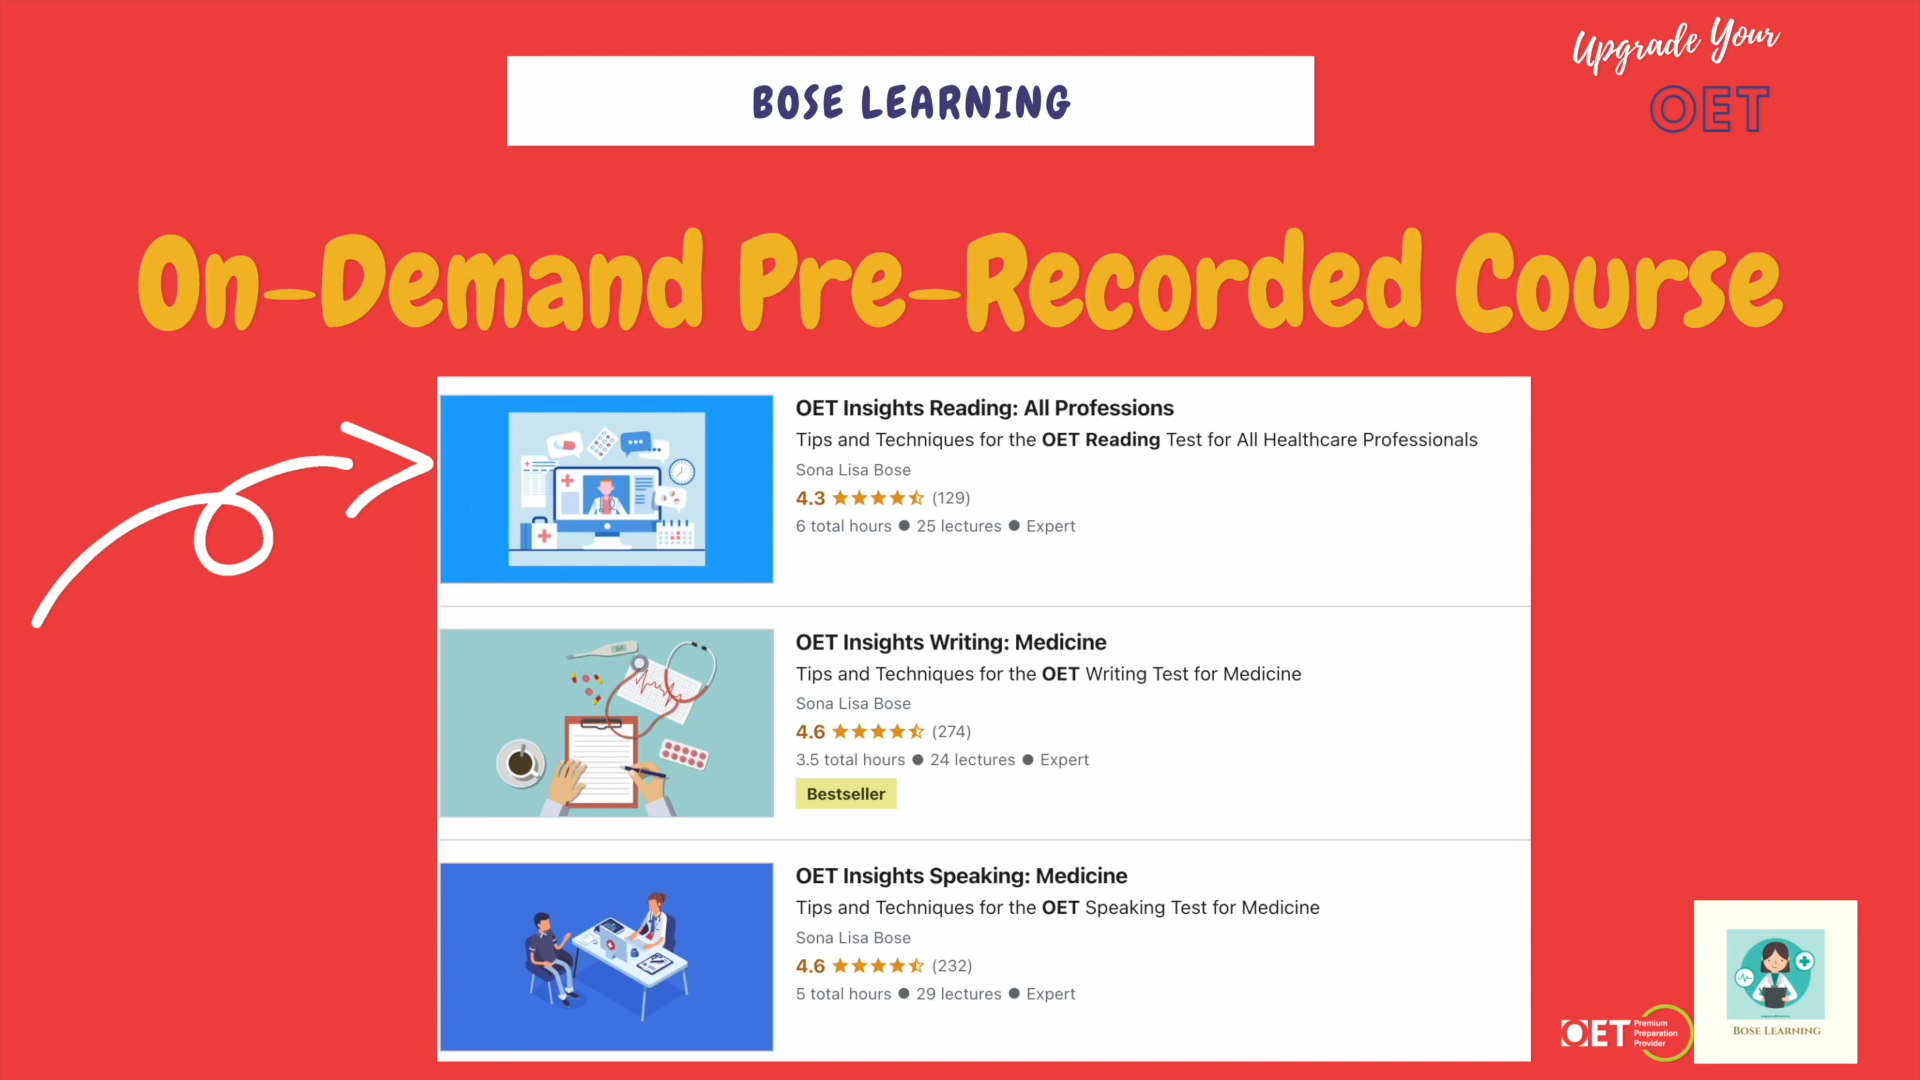 Upgrade Your
OET
BOSE LEARNING
On-Demand Pre-Recorded Course
OET Insights Reading: All Professions
Tips and Techniques for the OET Reading Test for All Healthcare Professionals
Sona Lisa Bose
4.3 (129)
6 total hours ● 25 lectures ● Expert
OET Insights Writing: Medicine
Tips and Techniques for the OET Writing Test for Medicine
Sona Lisa Bose
4.6 (274)
3.5 total hours ● 24 lectures ● Expert
Bestseller
OET Insights Speaking: Medicine
Tips and Techniques for the OET Speaking Test for Medicine
Sona Lisa Bose
4.6 (232)
5 total hours ● 29 lectures ● Expert
OET Premium
Preparation
Provider
BOSE LEARNING